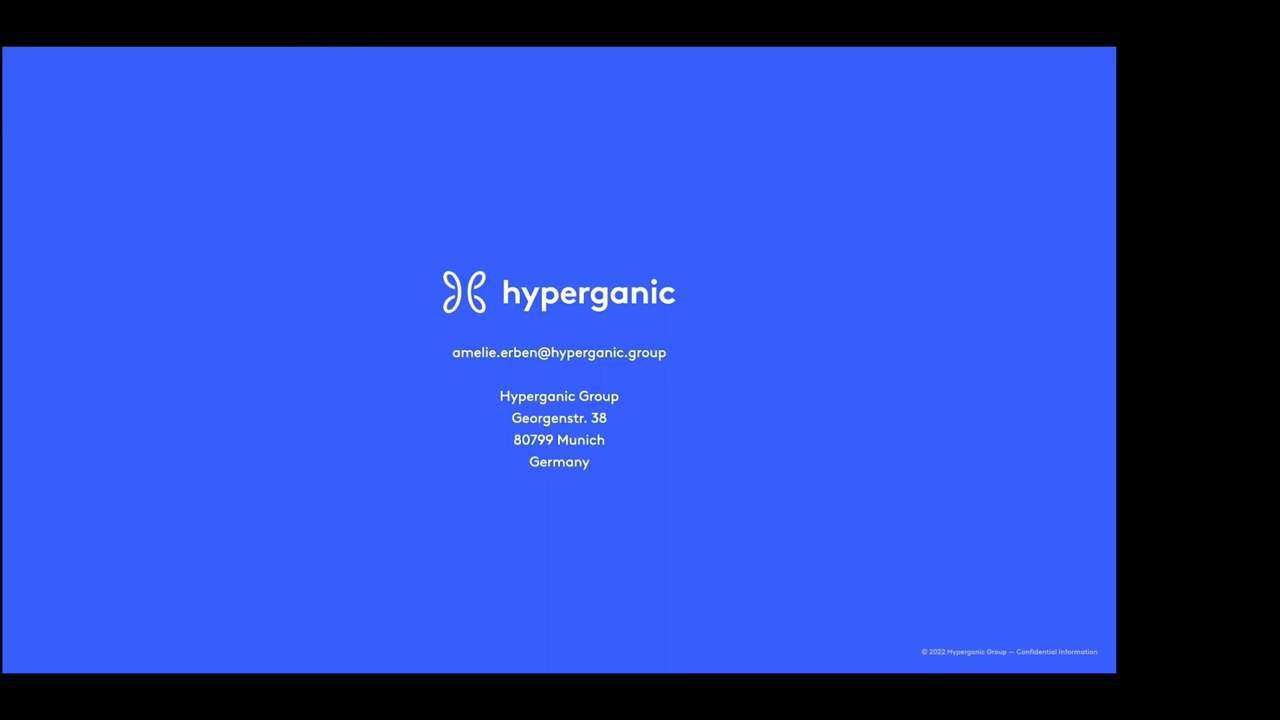 hyperganic
amelie.erben@hyperganic.group
Hyperganic Group
Georgenstr. 38
80799 Munich
Germany
© 2022 Hyperganic Group — Confidential Information